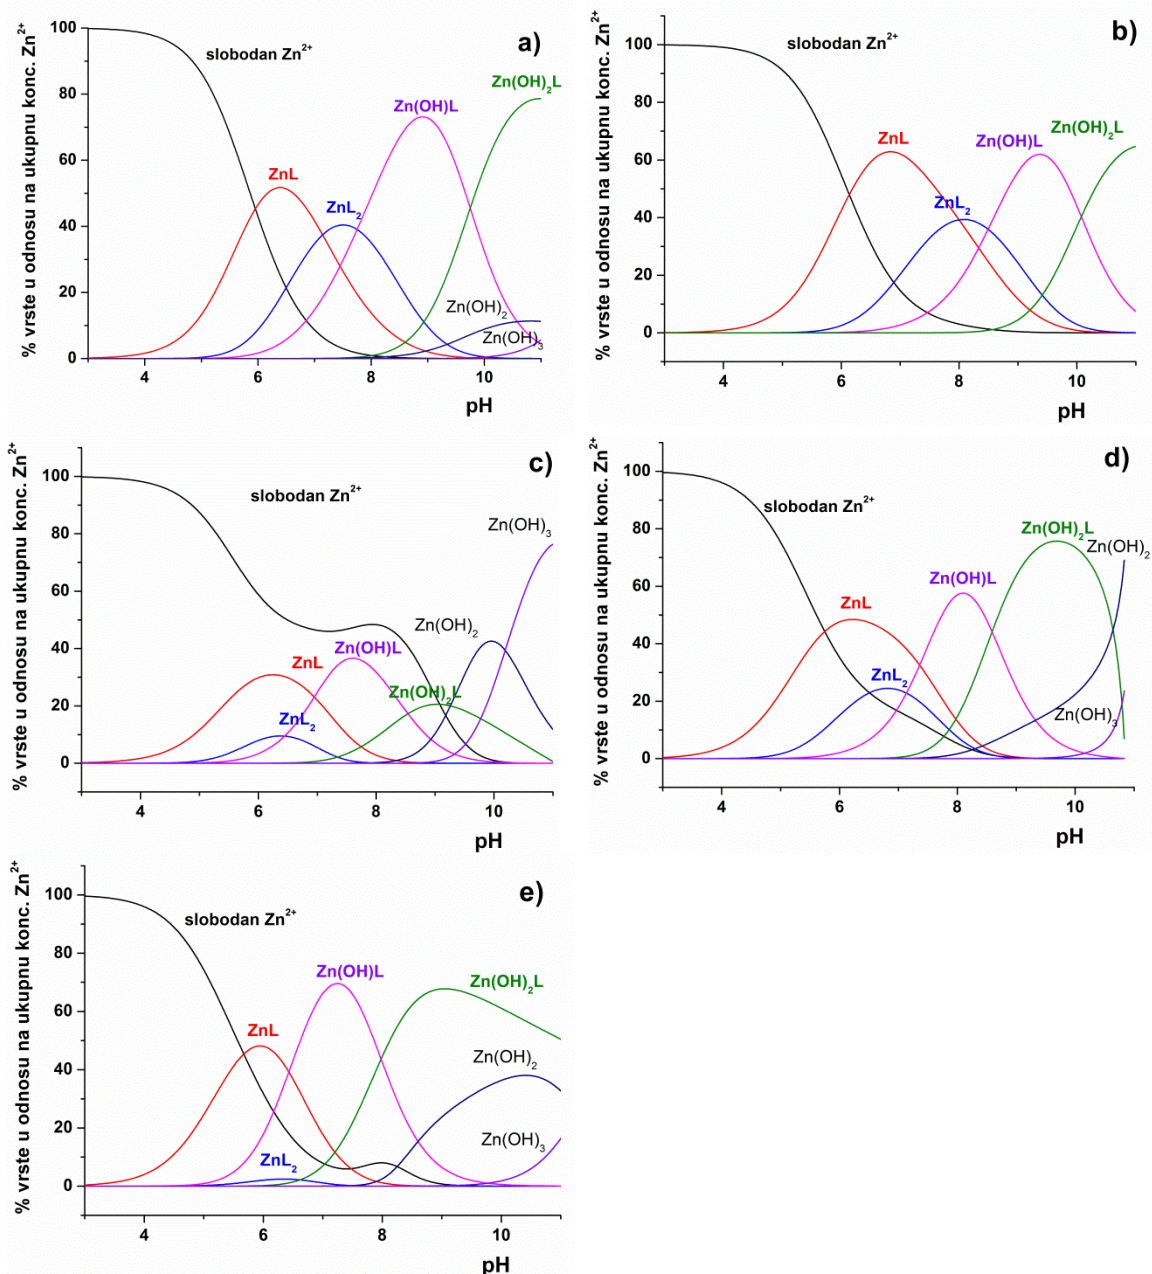 a)
% vrste u odnosu na ukupnu konc. Zn²⁺
100
80
60
40
20
0
slobodan Zn²⁺
ZnL
ZnL₂
Zn(OH)L
Zn(OH)₂L
Zn(OH)₂
Zn(OH)₃
4 6 8 10
pH
b)
% vrste u odnosu na ukupnu konc. Zn²⁺
100
80
60
40
20
0
slobodan Zn²⁺
ZnL
ZnL₂
Zn(OH)L
Zn(OH)₂L
4 6 8 10
pH
c)
% vrste u odnosu na ukupnu konc. Zn²⁺
100
80
60
40
20
0
slobodan Zn²⁺
ZnL
ZnL₂
Zn(OH)L
Zn(OH)₂L
Zn(OH)₂
Zn(OH)₃
4 6 8 10
pH
d)
% vrste u odnosu na ukupnu konc. Zn²⁺
100
80
60
40
20
0
slobodan Zn²⁺
ZnL
ZnL₂
Zn(OH)L
Zn(OH)₂L
Zn(OH)₂
Zn(OH)₃
4 6 8 10
pH
e)
% vrste u odnosu na ukupnu konc. Zn²⁺
100
80
60
40
20
0
slobodan Zn²⁺
ZnL
ZnL₂
Zn(OH)L
Zn(OH)₂L
Zn(OH)₂
Zn(OH)₃
4 6 8 10
pH